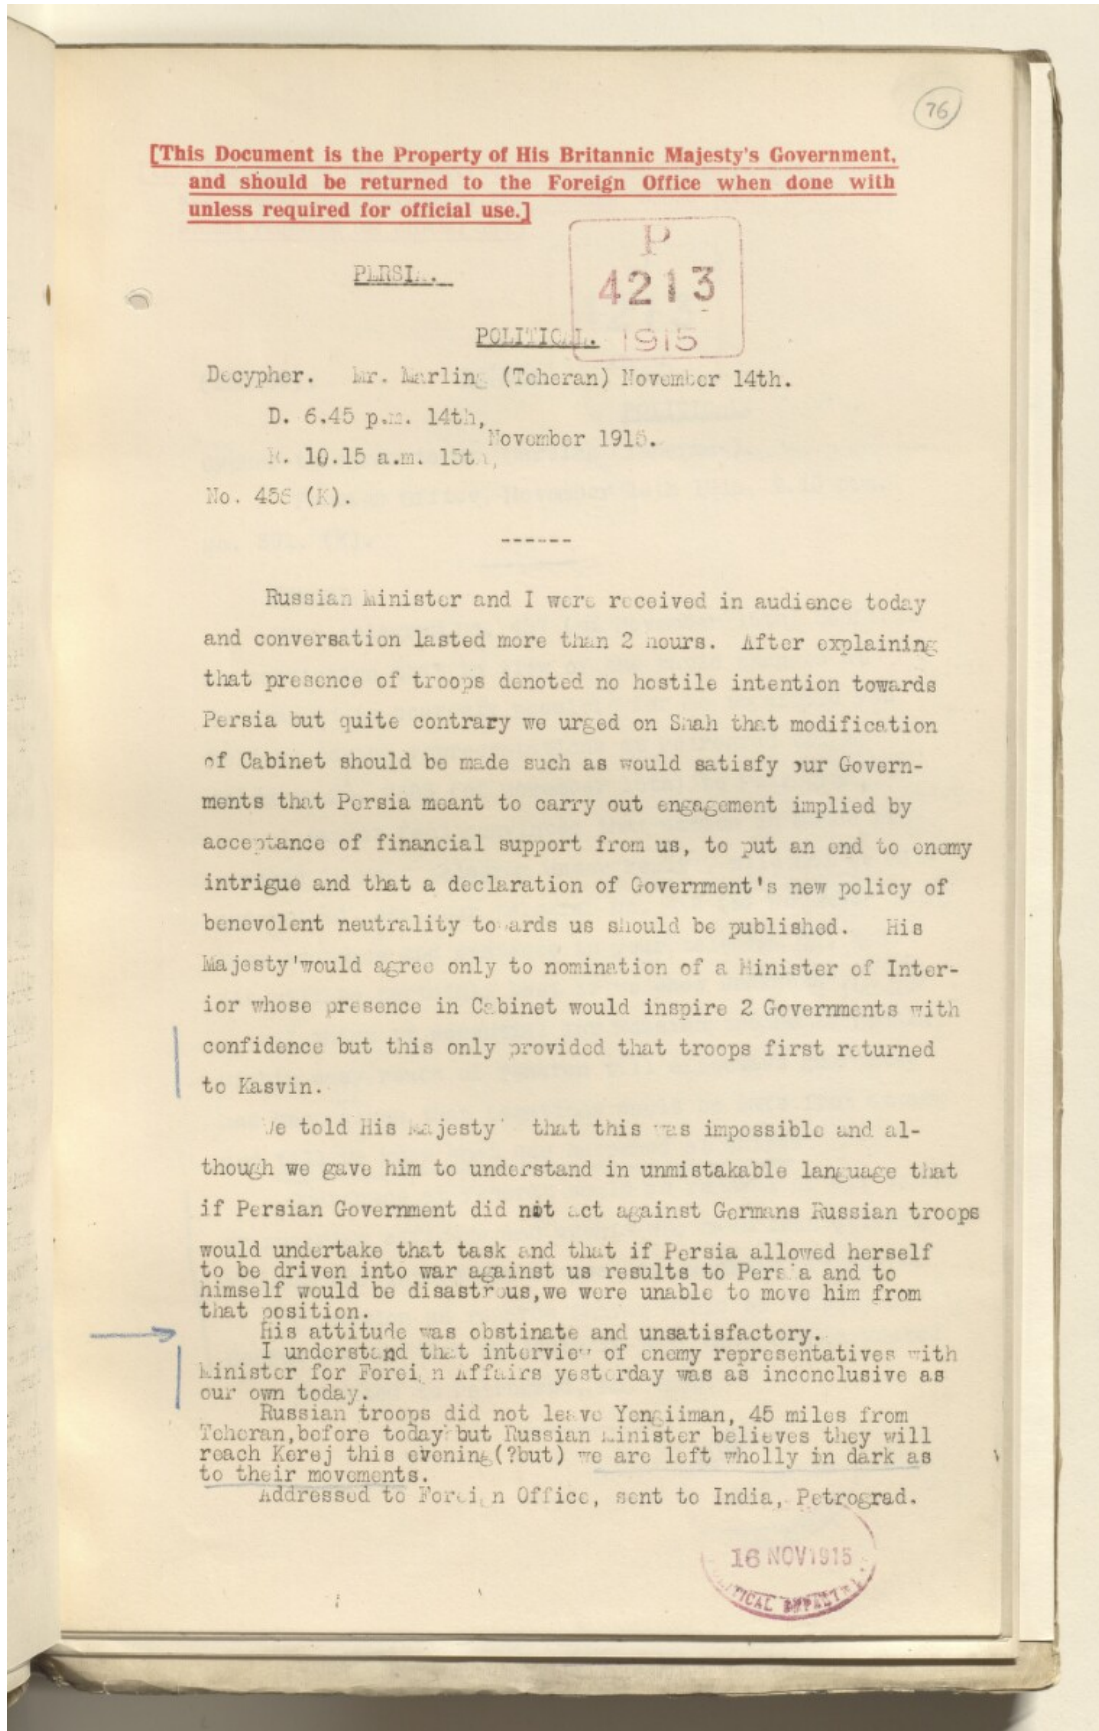 76
[This Document is the Property of His Britannic Majesty's Government,
and should be returned to the Foreign Office when done with
unless required for official use.]
P
4213
1915
PERSIA.
POLITICAL.
Decypher. Mr. Marling (Teheran) November 14th.
D. 6.45 p.m. 14th,
November 1915.
R. 10.15 a.m. 15th,
No. 456 (K).
------
Russian Minister and I were received in audience today
and conversation lasted more than 2 hours. After explaining
that presence of troops denoted no hostile intention towards
Persia but quite contrary we urged on Shah that modification
of Cabinet should be made such as would satisfy our Govern-
ments that Persia meant to carry out engagement implied by
acceptance of financial support from us, to put an end to enemy
intrigue and that a declaration of Government's new policy of
benevolent neutrality towards us should be published. His
Majesty'would agree only to nomination of a Minister of Inter-
ior whose presence in Cabinet would inspire 2 Governments with
confidence but this only provided that troops first returned
to Kasvin.
We told His Majesty' that this was impossible and al-
though we gave him to understand in unmistakable language that
if Persian Government did not act against Germans Russian troops
would undertake that task and that if Persia allowed herself
to be driven into war against us results to Persia and to
himself would be disastrous,we were unable to move him from
that position.
His attitude was obstinate and unsatisfactory.
I understand that interview of enemy representatives with
Minister for Foreign Affairs yesterday was as inconclusive as
our own today.
Russian troops did not leave Yengiiman, 45 miles from
Teheran,before today but Russian Minister believes they will
reach Kerej this evening(?but) we are left wholly in dark as
to their movements.
Addressed to Foreign Office, sent to India, Petrograd.
16 NOV 1915